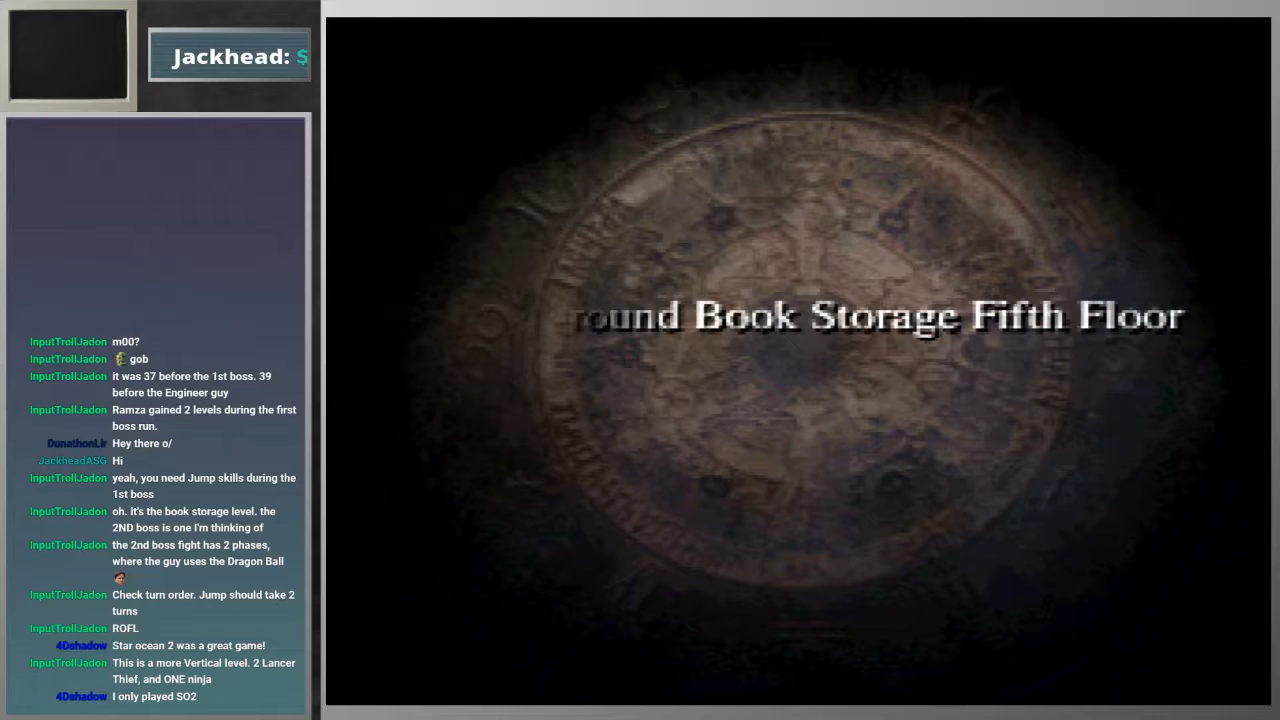 Jackhead: $
InputTrollJadon m00?
InputTrollJadon gob
InputTrollJadon it was 37 before the 1st boss. 39
before the Engineer guy
InputTrollJadon Ramza gained 2 levels during the first
boss run.
DunathonLir Hey there o/
JackheadASG Hi
InputTrollJadon yeah, you need Jump skills during the
1st boss
InputTrollJadon oh. it's the book storage level. the
2ND boss is one I'm thinking of
InputTrollJadon the 2nd boss fight has 2 phases,
where the guy uses the Dragon Ball
InputTrollJadon Check turn order. Jump should take 2
turns
InputTrollJadon ROFL
4Dshadow Star ocean 2 was a great game!
InputTrollJadon This is a more Vertical level. 2 Lancer
Thief, and ONE ninja
4Dshadow I only played SO2
round Book Storage Fifth Floor